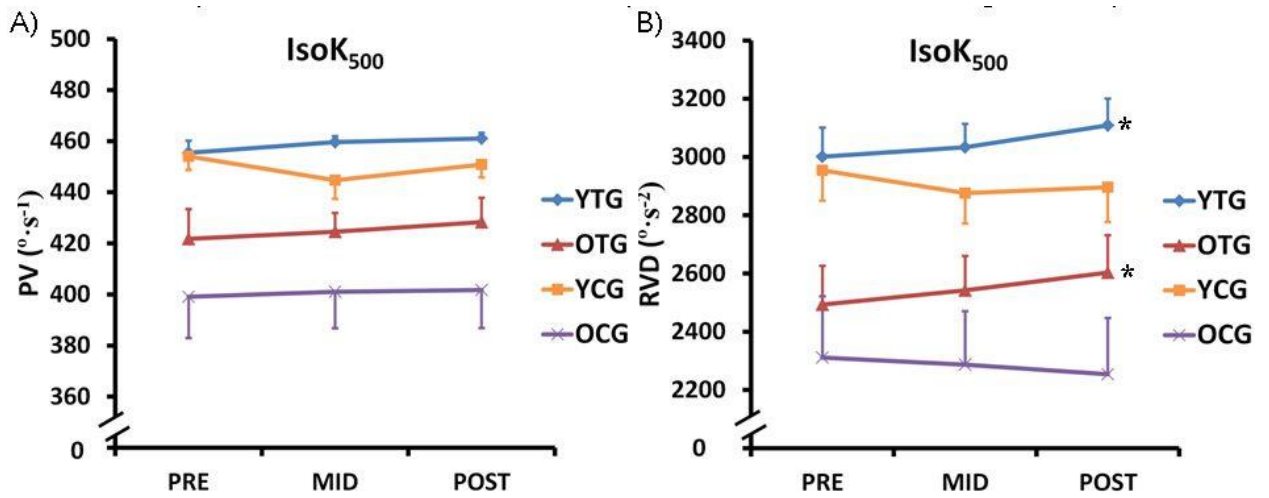 A)
IsoK500
PV (º·s-1)
500
480
460
440
420
400
380
360
0
PRE MID POST
YTG
OTG
YCG
OCG
B)
IsoK500
RVD (º·s-2)
3400
3200
3000
2800
2600
2400
2200
0
PRE MID POST
*
*
YTG
OTG
YCG
OCG